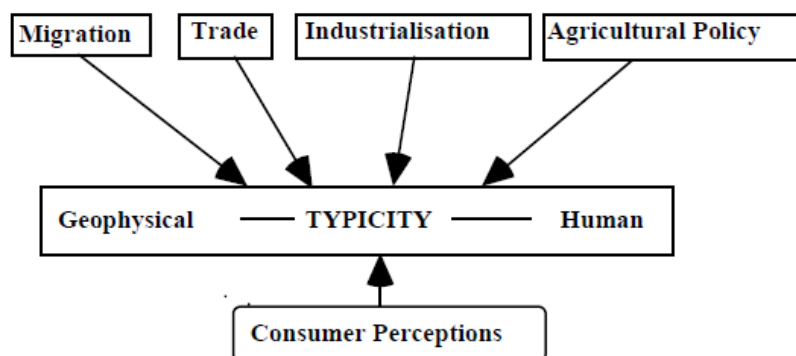 Migration
Trade
Industrialisation
Agricultural Policy
Geophysical — TYPICITY — Human
Consumer Perceptions